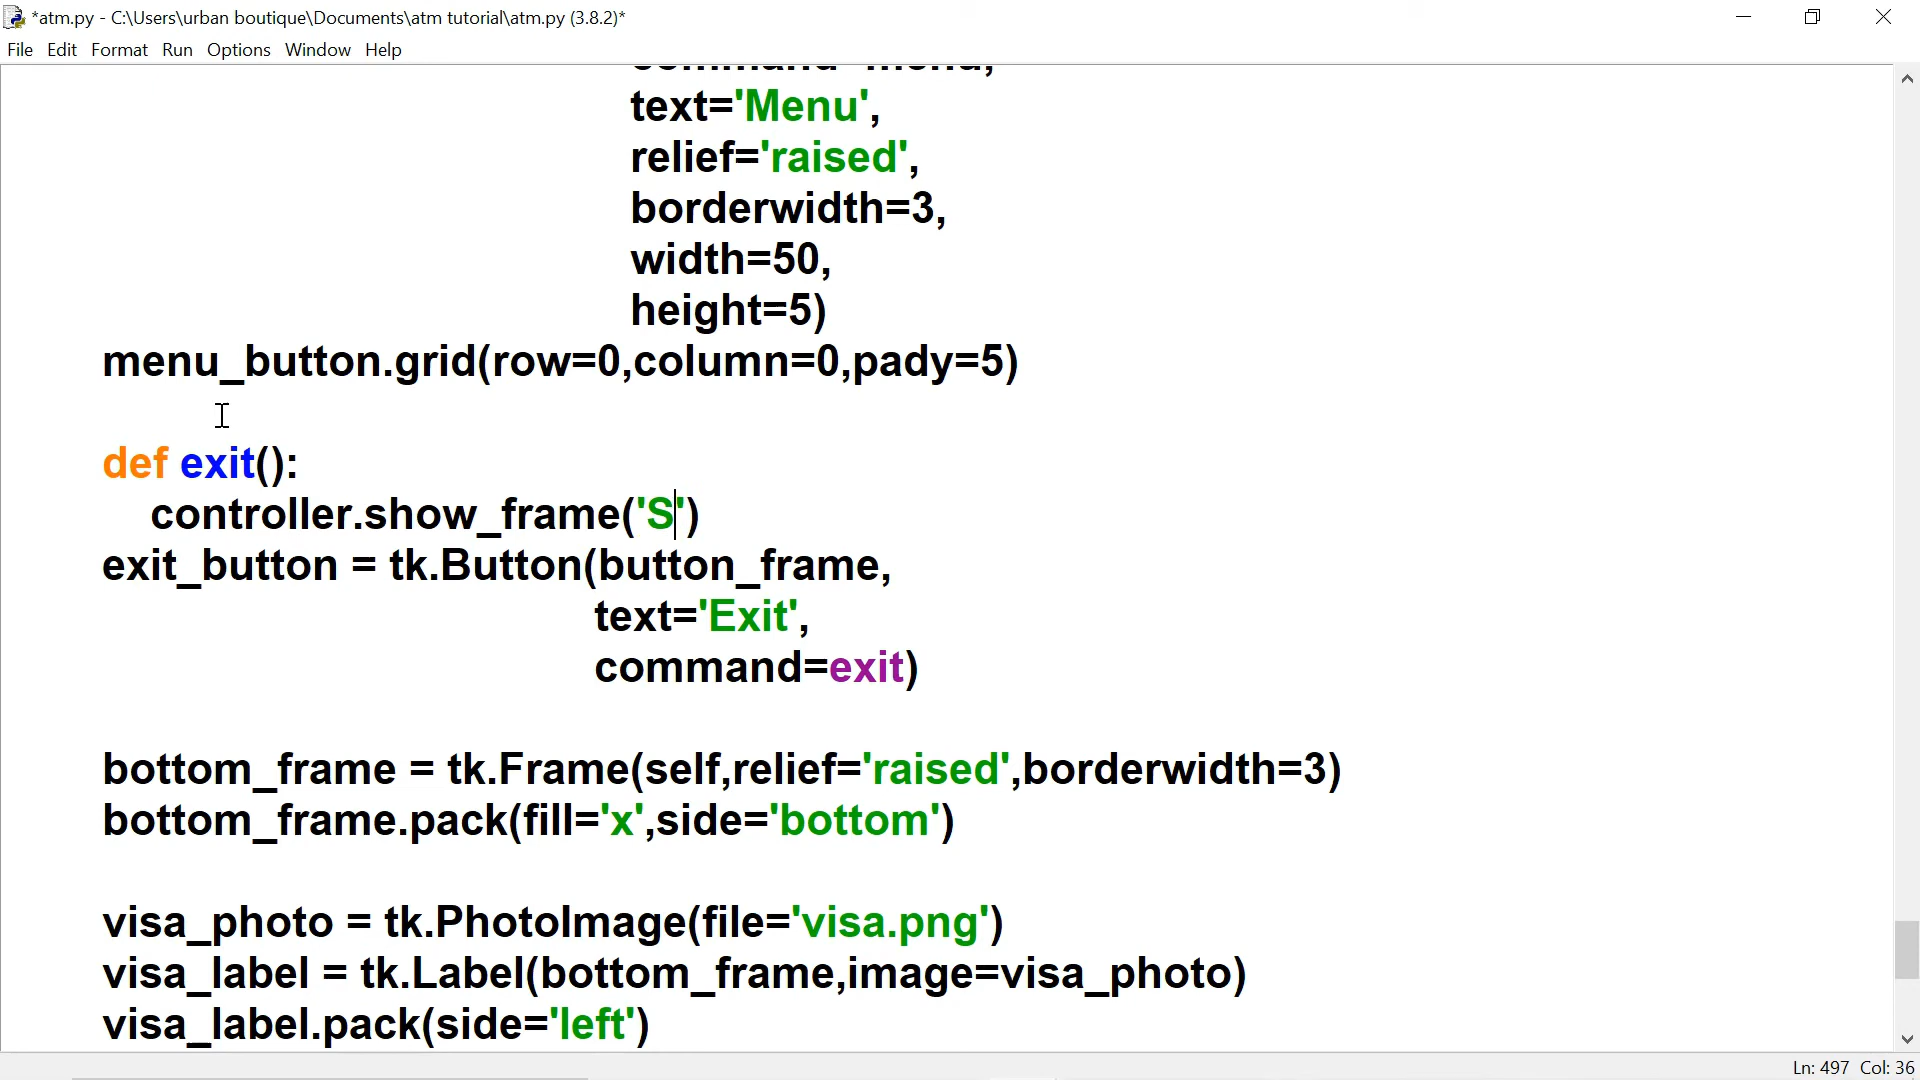 *atm.py - C:\Users\urban boutique\Documents\atm tutorial\atm.py (3.8.2)*
File Edit Format Run Options Window Help
command=menu,
text='Menu',
relief='raised',
borderwidth=3,
width=50,
height=5)
menu_button.grid(row=0,column=0,pady=5)
def exit():
controller.show_frame('S')
exit_button = tk.Button(button_frame,
text='Exit',
command=exit)
bottom_frame = tk.Frame(self,relief='raised',borderwidth=3)
bottom_frame.pack(fill='x',side='bottom')
visa_photo = tk.PhotoImage(file='visa.png')
visa_label = tk.Label(bottom_frame,image=visa_photo)
visa_label.pack(side='left')
Ln: 497 Col: 36